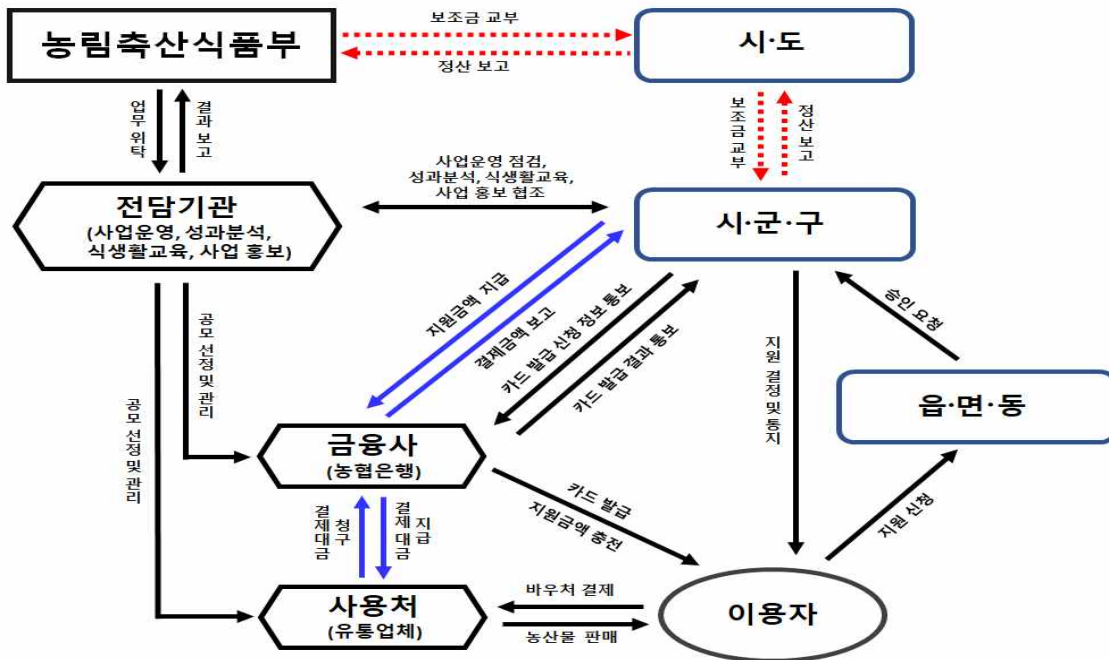 농림축산식품부
보조금 교부
정산 보고
시·도
업무 위탁
결과 보고
보조금 교부
정산 보고
사업운영 점검,
성과분석, 식생활교육,
사업 홍보 협조
전담기관
(사업운영, 성과분석,
식생활교육, 사업 홍보)
시·군·구
지원금액 지급
결제금액 보고
카드 발급 신청 정보 통보
카드 발급 결과 통보
승인 요청
공모 선정 및 관리
공모 선정 및 관리
지원 결정 및 통지
읍·면·동
금융사
(농협은행)
카드 발급
지원금액 충전
지원 신청
결제대금
청구
결제대금
지급
사용처
(유통업체)
바우처 결제
농산물 판매
이용자